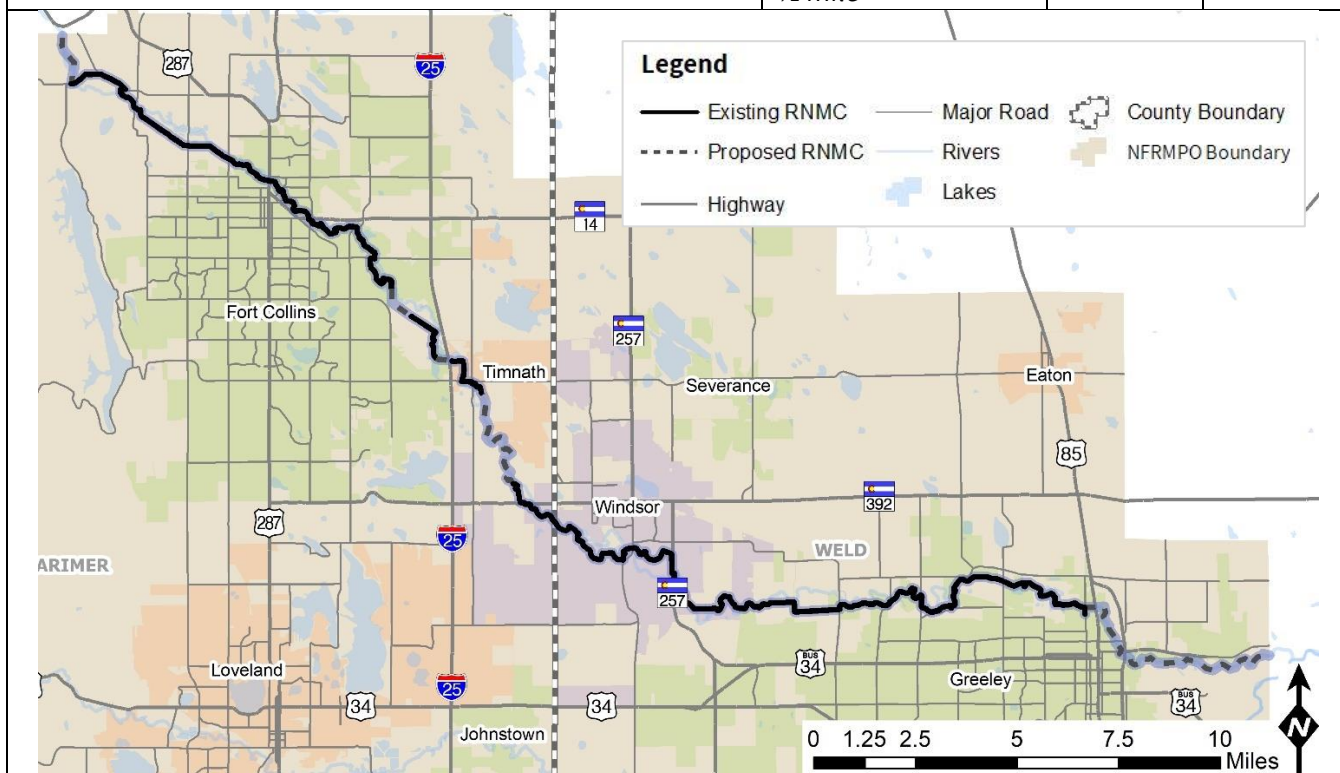 Legend
Existing RNMC
Major Road
County Boundary
Proposed RNMC
Rivers
NFRMPO Boundary
Highway
Lakes
287
25
14
Fort Collins
257
Timnath
Severance
Eaton
85
392
287
Windsor
25
WELD
ARIMER
257
Loveland
BUS
34
25
Greeley
34
34
BUS
34
Johnstown
N
0 1.25 2.5 5 7.5 10
Miles